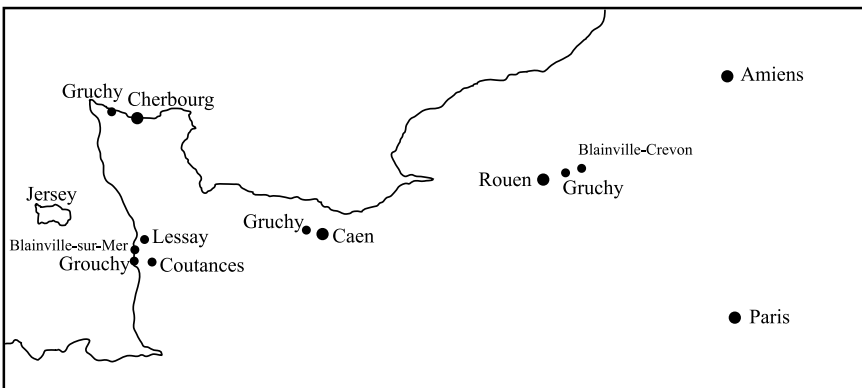 Amiens
Gruchy
Cherbourg
Blainville-Crevon
Rouen
Gruchy
Jersey
Gruchy
Caen
Lessay
Blainville-sur-Mer
Grouchy
Coutances
Paris